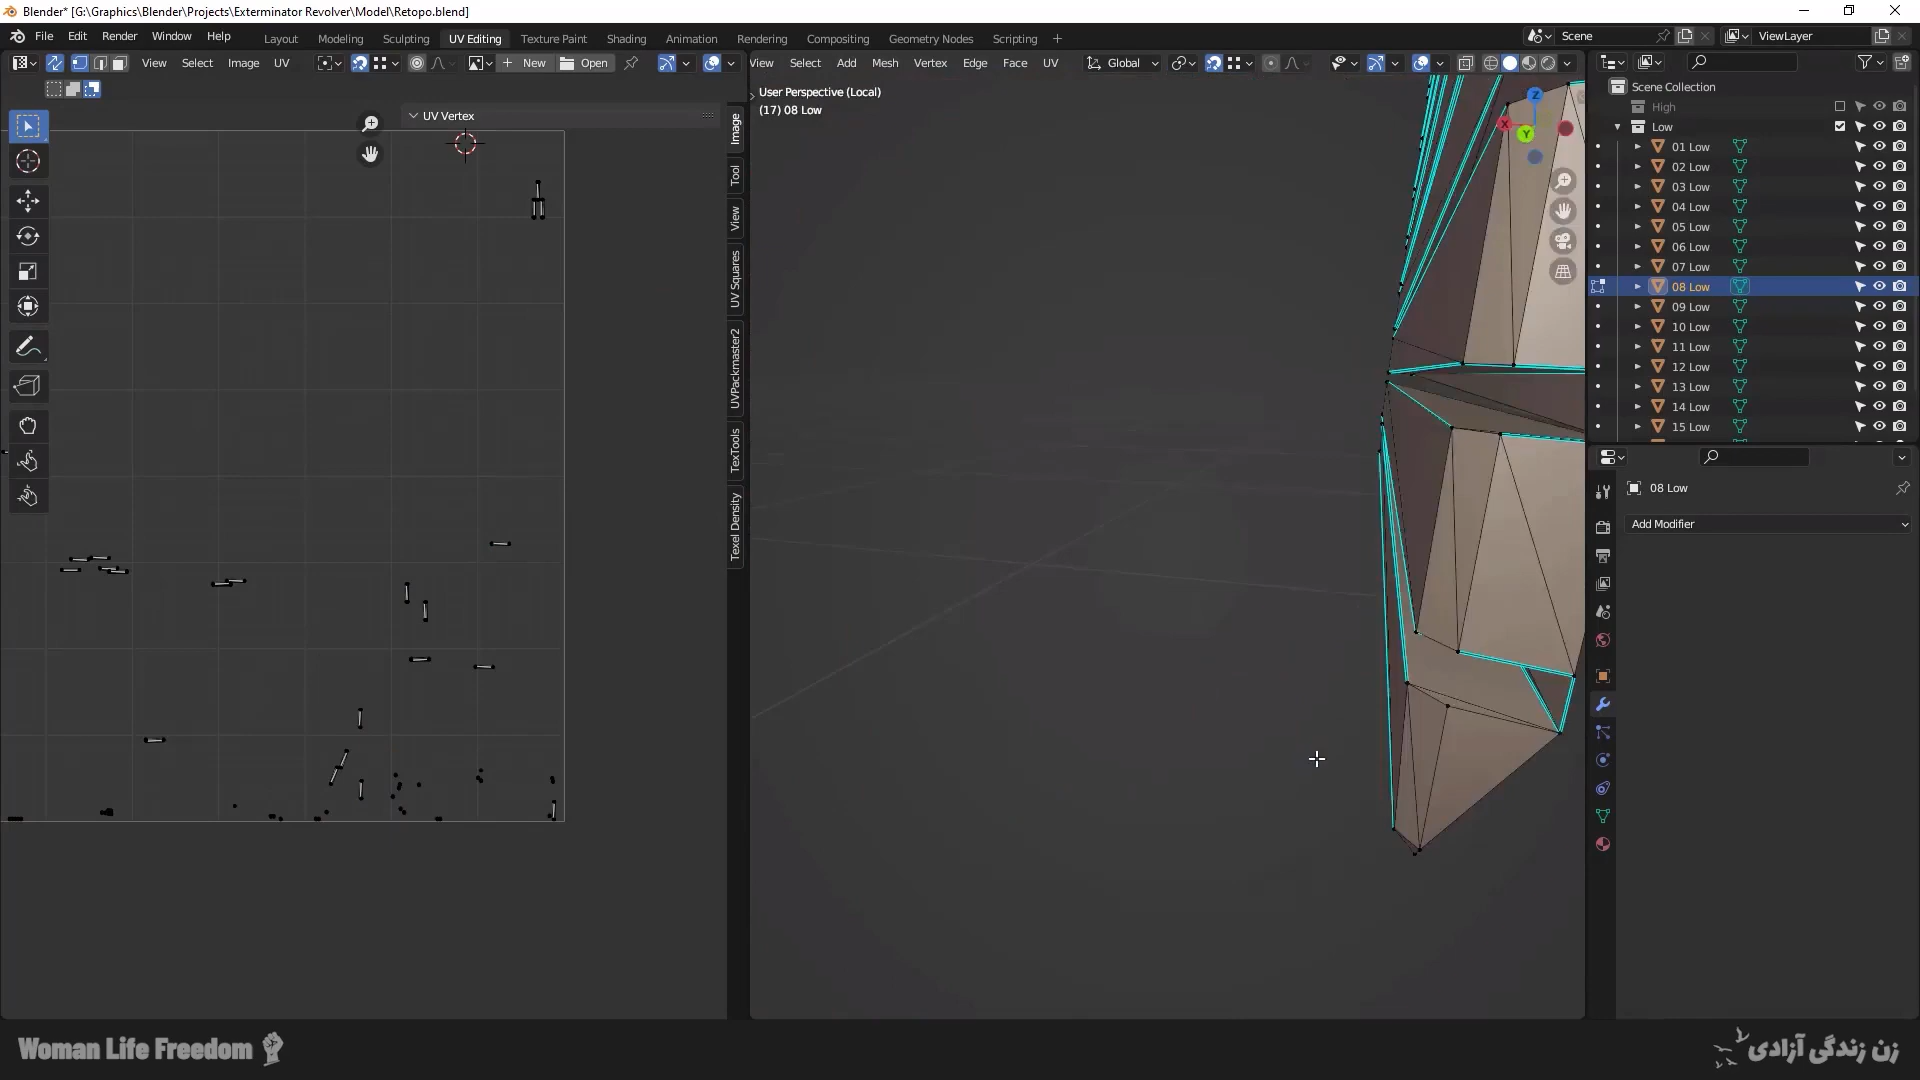 Blender* [G:\Graphics\Blender\Projects\Exterminator Revolver\Model\Retopo.blend]
File Edit Render Window Help Layout Modeling Sculpting UV Editing Texture Paint Shading Animation Rendering Compositing Geometry Nodes Scripting + Scene ViewLayer
View Select Image UV New Open
View Select Add Mesh Vertex Edge Face UV Global
UV Vertex
Image
Tool
View
UV Squares
UVPackmaster2
TexTools
Texel Density
User Perspective (Local)
(17) 08 Low
Z
X
Y
Scene Collection
High
Low
01 Low
02 Low
03 Low
04 Low
05 Low
06 Low
07 Low
08 Low
09 Low
10 Low
11 Low
12 Low
13 Low
14 Low
15 Low
08 Low
Add Modifier
Woman Life Freedom
زن زندگی آزادی